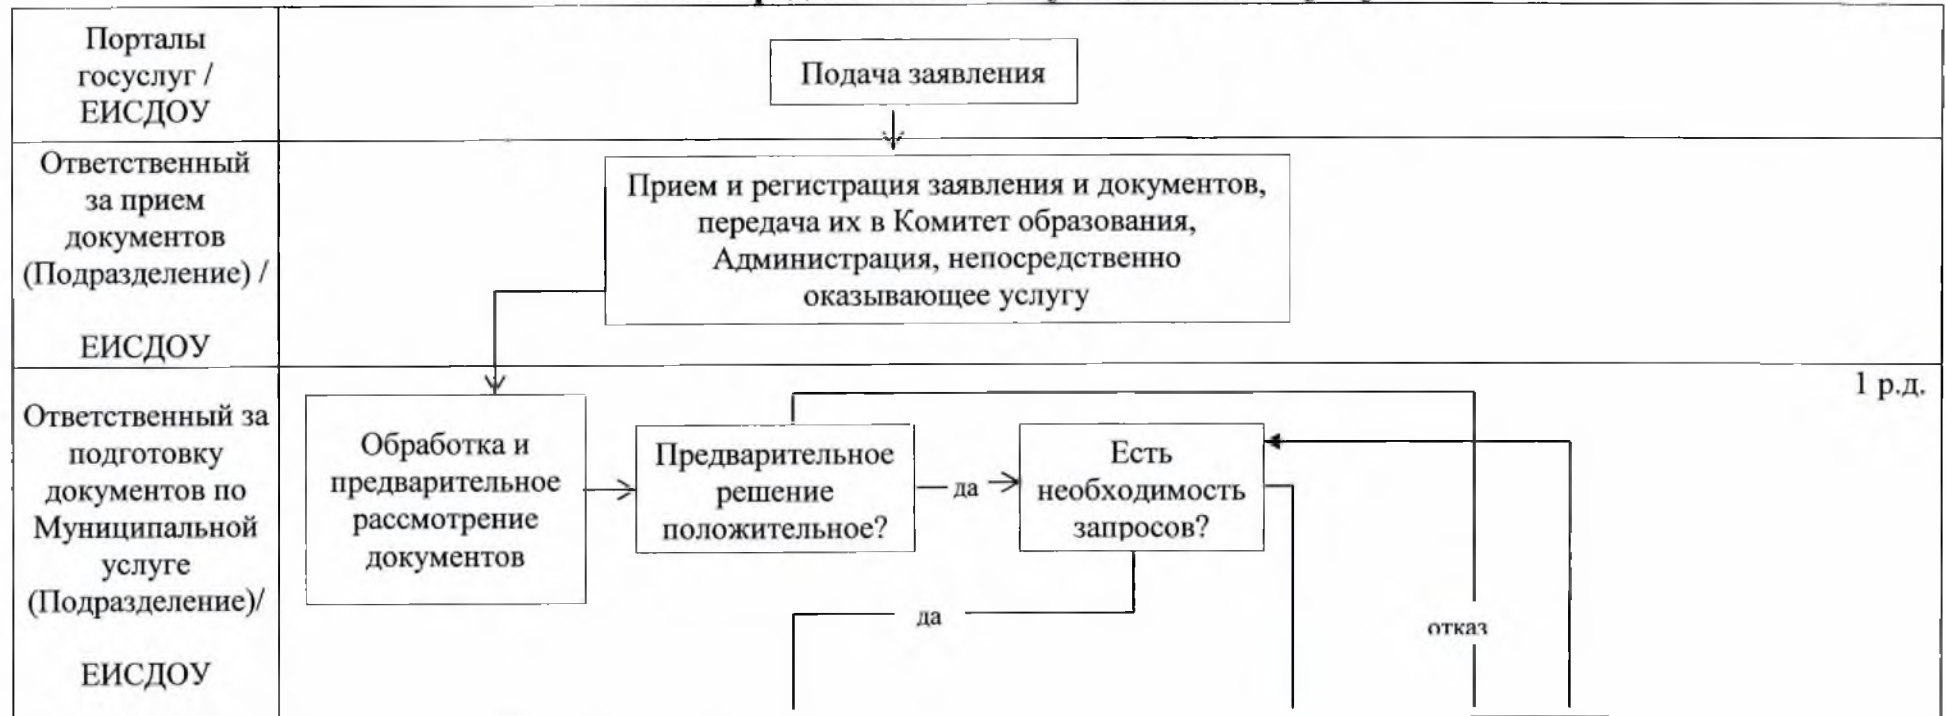 Порталы
госуслуг /
ЕИСДОУ
Подача заявления
Ответственный
за прием
документов
(Подразделение) /
ЕИСДОУ
Прием и регистрация заявления и документов,
передача их в Комитет образования,
Администрация, непосредственно
оказывающее услугу
1 р.д.
Ответственный за
подготовку
документов по
Муниципальной
услуге
(Подразделение)/
ЕИСДОУ
Обработка и
предварительное
рассмотрение
документов
Предварительное
решение
положительное?
да
Есть
необходимость
запросов?
да
отказ